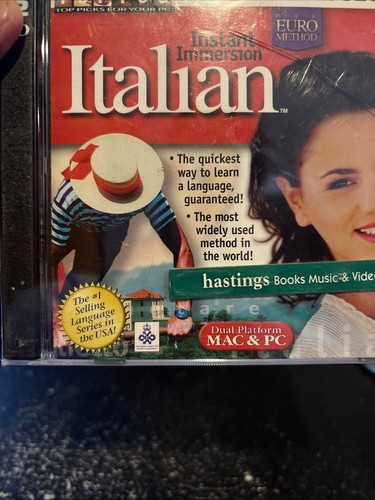 TOP PICKS FOR YOUR PC
EURO
METHOD
Instant
Immersion
Italian™
• The quickest
way to learn
a language,
guaranteed!
• The most
widely used
method in
the world!
hastings Books Music & Video
aire
The #1
Selling
Language
Series in
the USA!
Dual Platform
MAC & PC